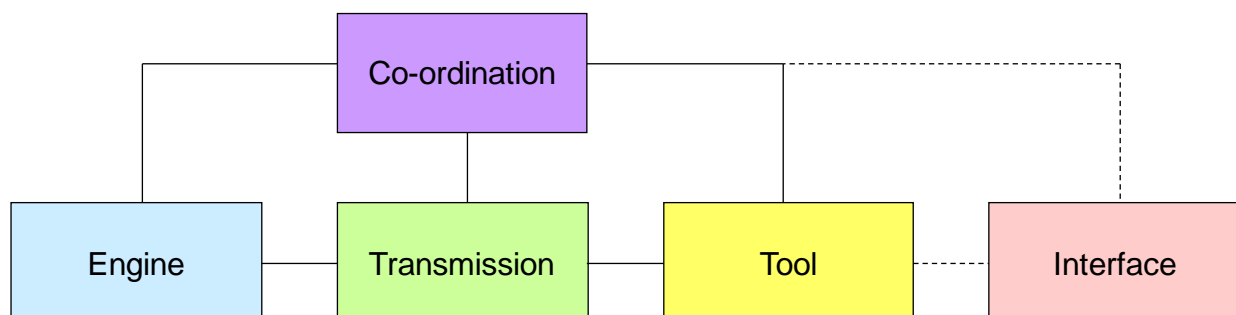 Co-ordination
Engine
Transmission
Tool
Interface